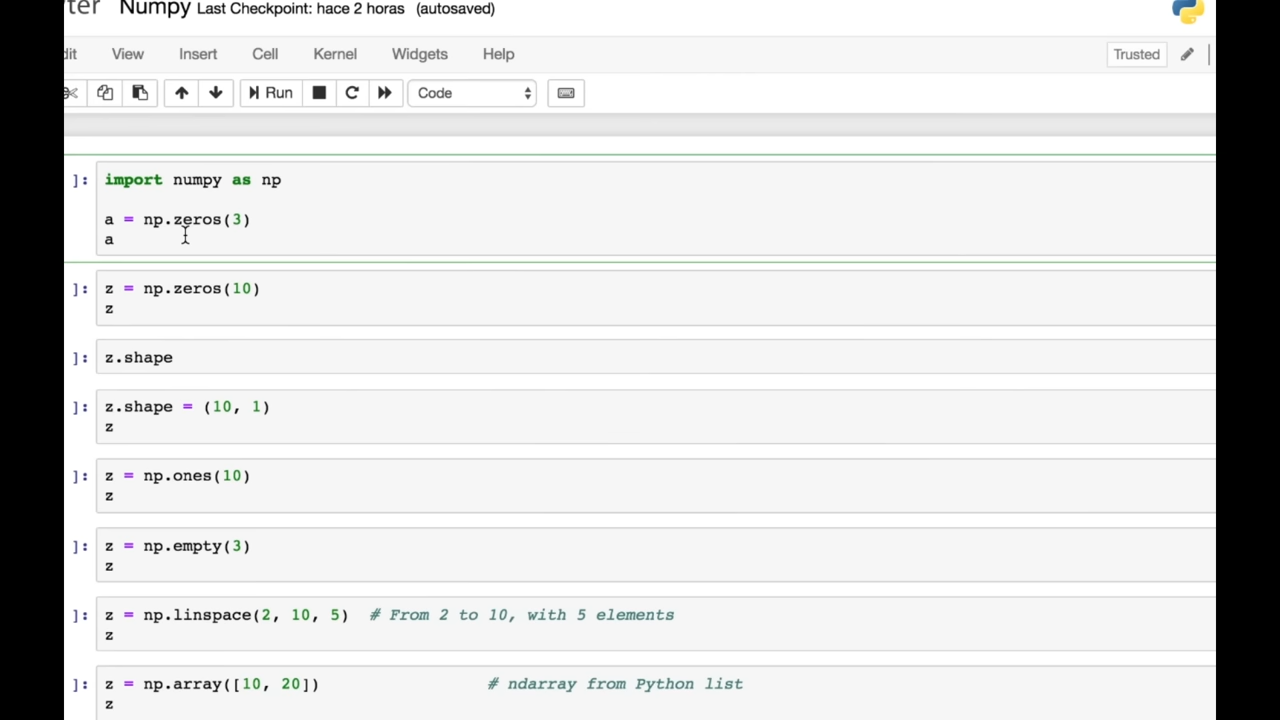 ter Numpy Last Checkpoint: hace 2 horas (autosaved)
dit View Insert Cell Kernel Widgets Help Trusted
Run Code
]: import numpy as np
a = np.zeros(3)
a
]: z = np.zeros(10)
z
]: z.shape
]: z.shape = (10, 1)
z
]: z = np.ones(10)
z
]: z = np.empty(3)
z
]: z = np.linspace(2, 10, 5) # From 2 to 10, with 5 elements
z
]: z = np.array([10, 20]) # ndarray from Python list
z